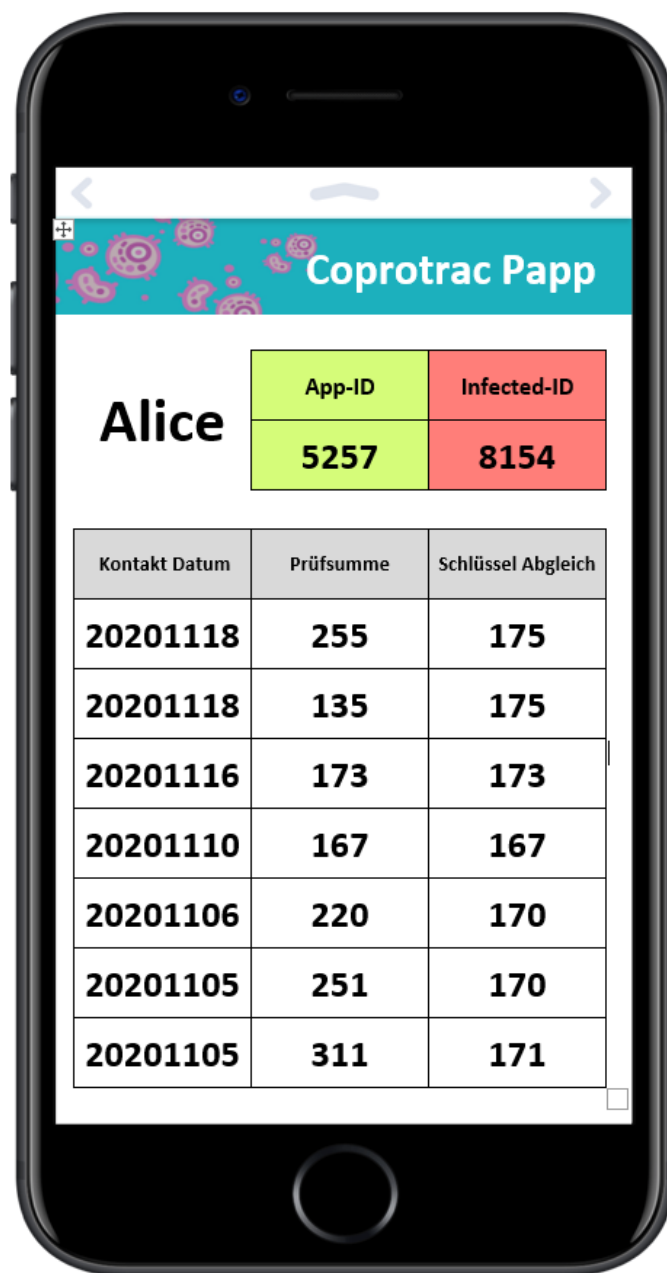 Coprotrac Papp
Alice
App-ID Infected-ID
5257 8154
Kontakt Datum Prüfsumme Schlüssel Abgleich
20201118 255 175
20201118 135 175
20201116 173 173
20201110 167 167
20201106 220 170
20201105 251 170
20201105 311 171